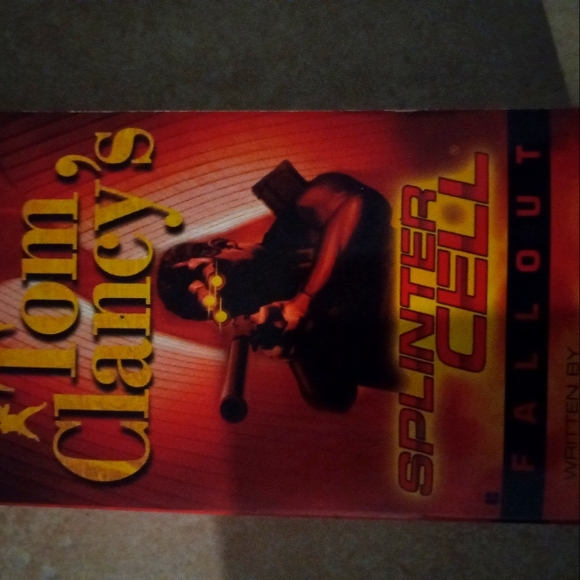 Tom
Clancy's
SPLINTER
CELL®
FALLOUT
WRITTEN BY